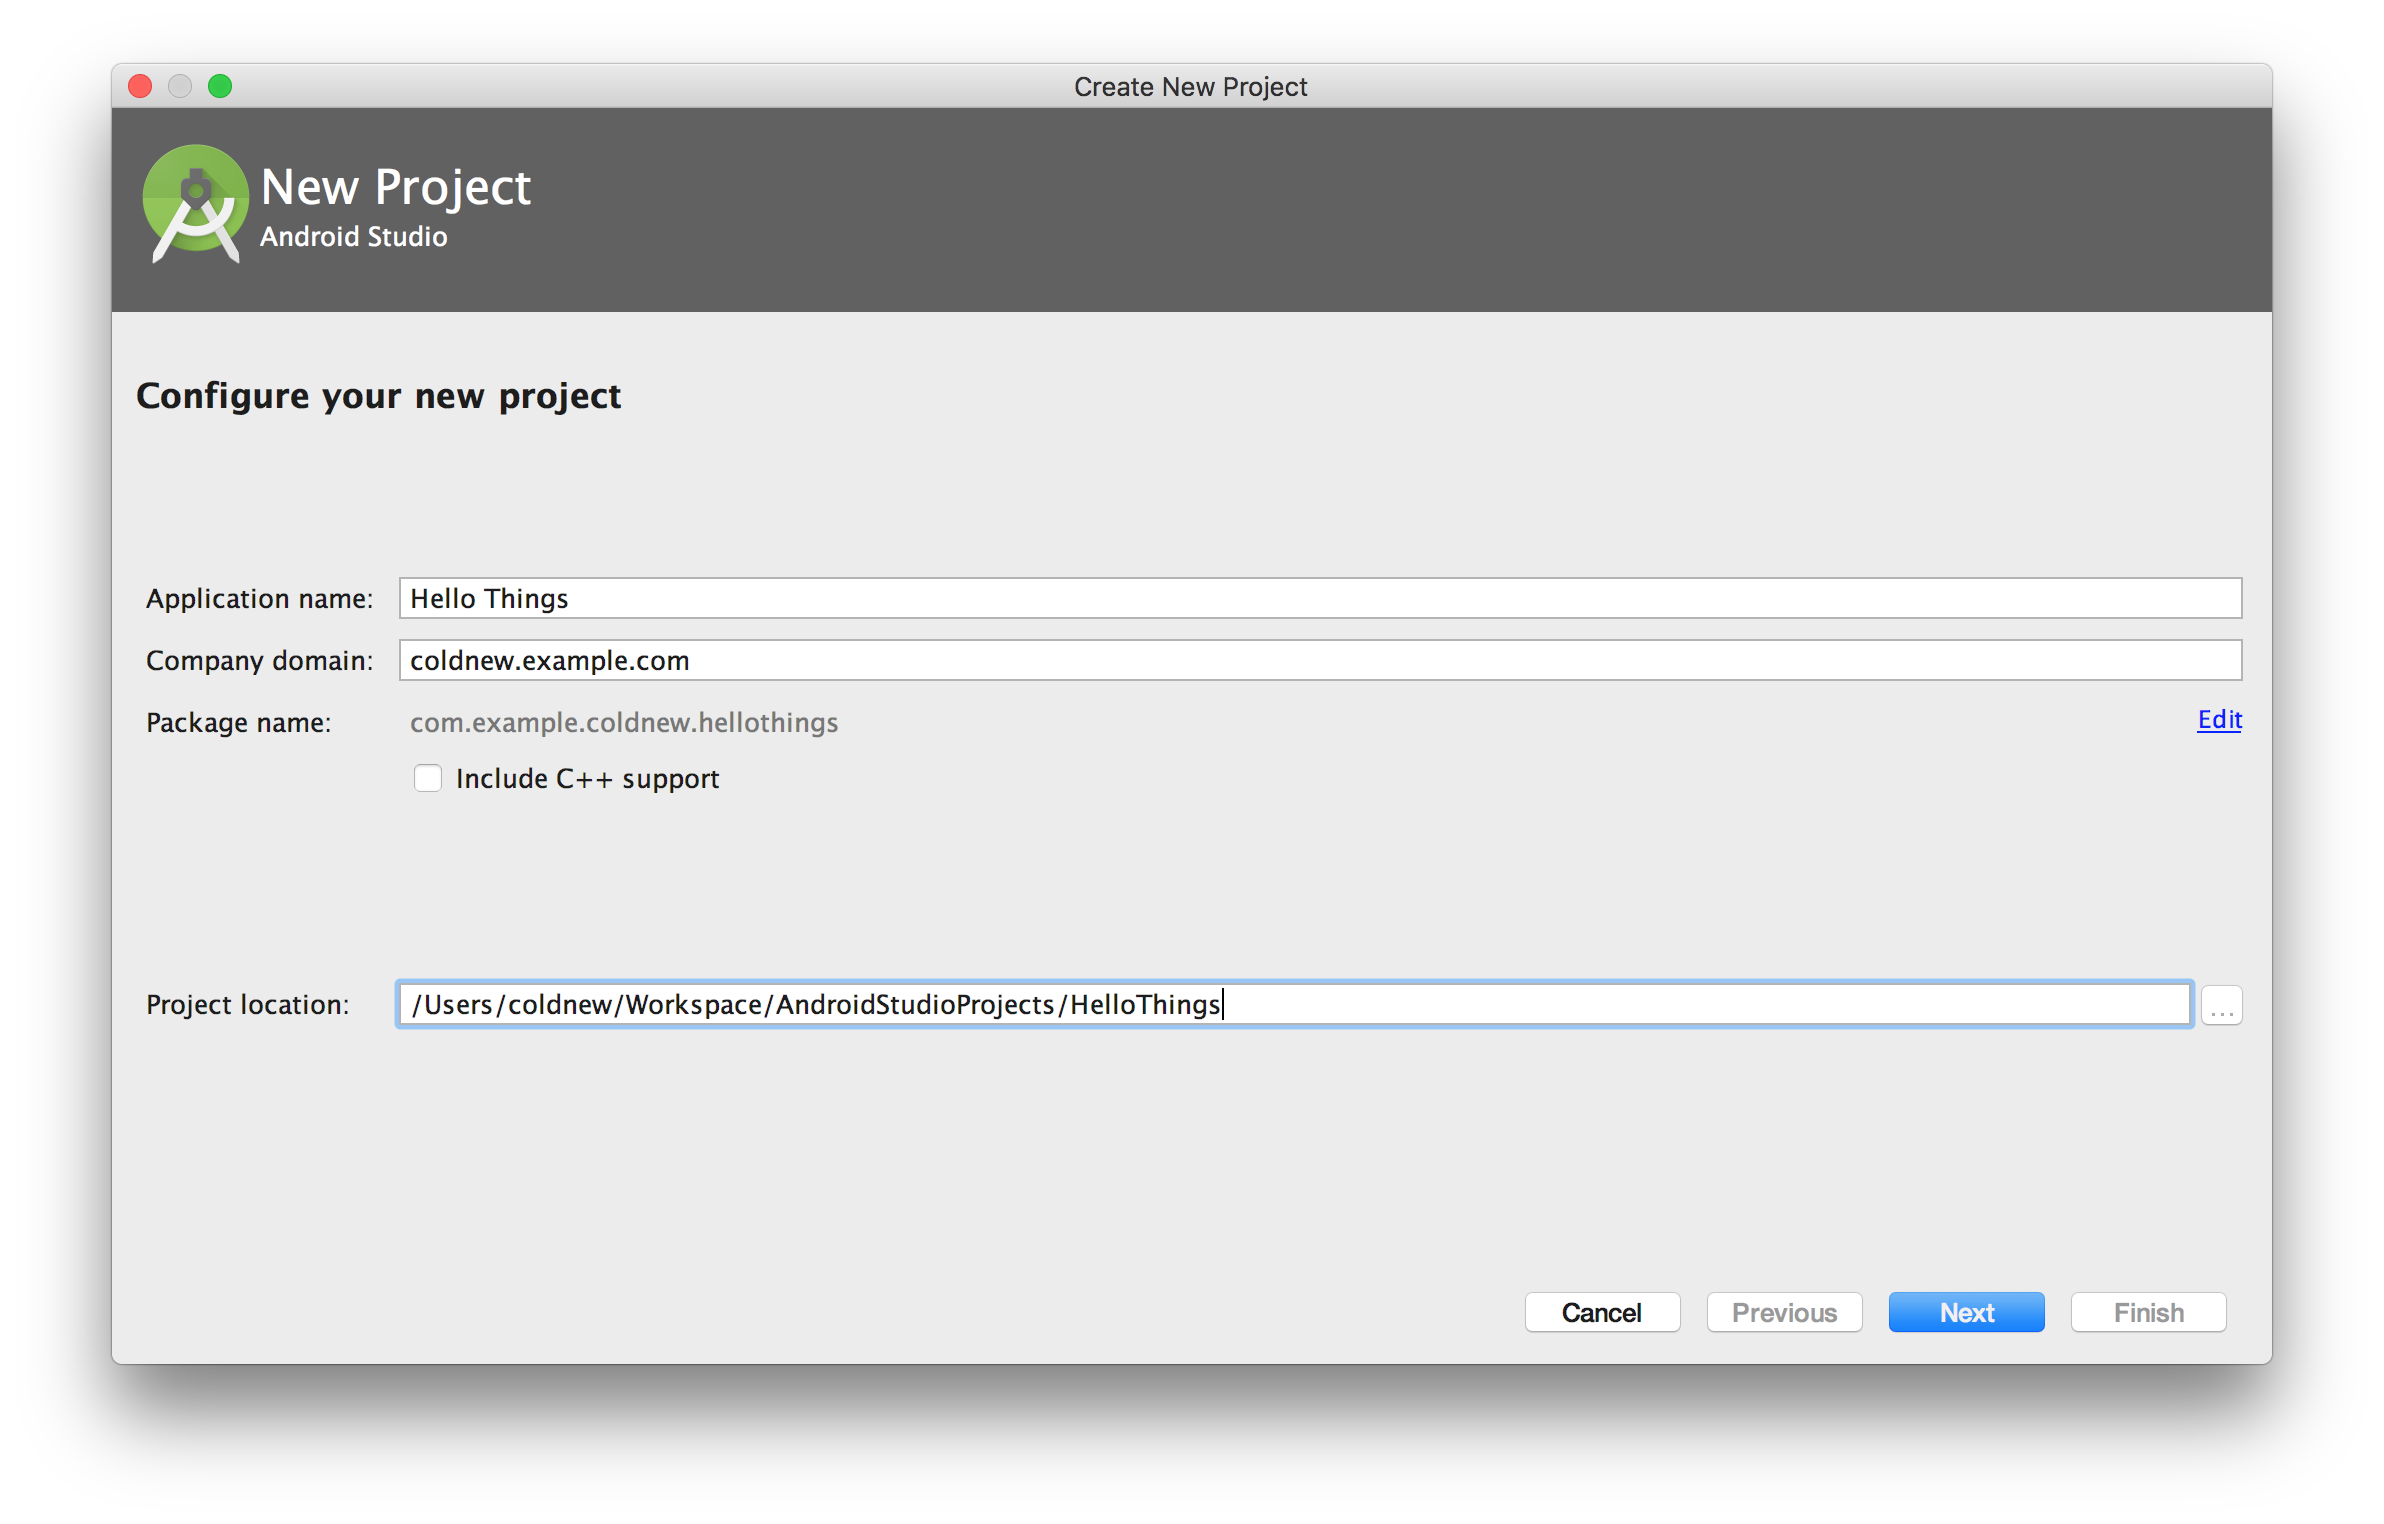 Create New Project
New Project
Android Studio
Configure your new project
Application name: Hello Things
Company domain: coldnew.example.com
Package name: com.example.coldnew.hellothings Edit
Include C++ support
Project location: /Users/coldnew/Workspace/AndroidStudioProjects/HelloThings ...
Cancel Previous Next Finish